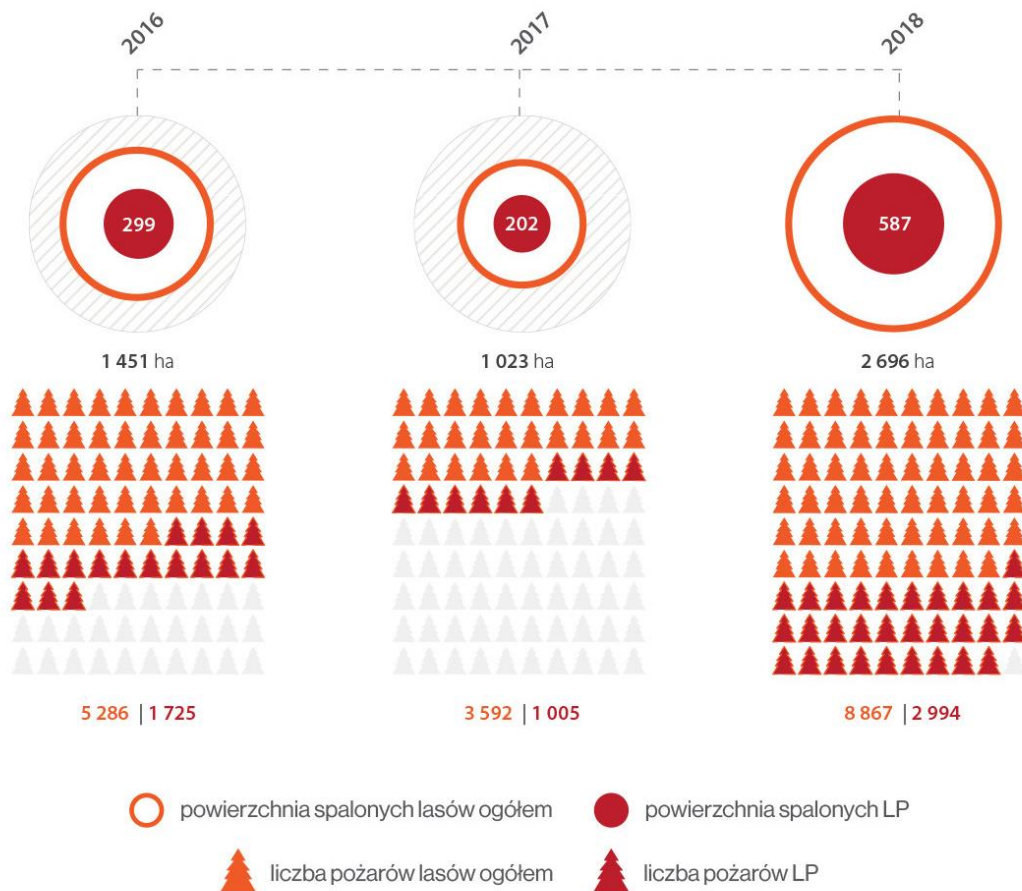 2016
2017
2018
299
202
587
1 451 ha
1 023 ha
2 696 ha
5 286 | 1 725
3 592 | 1 005
8 867 | 2 994
powierzchnia spalonych lasów ogółem
powierzchnia spalonych LP
liczba pożarów lasów ogółem
liczba pożarów LP